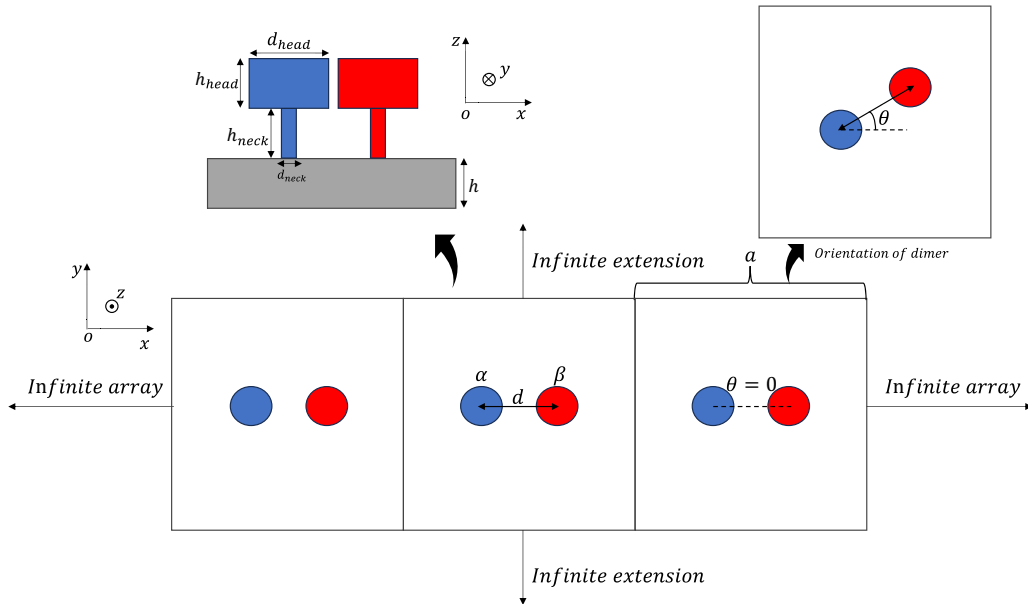 d_head
h_head
h_neck
d_neck
h
z
y
o
x
θ
Orientation of dimer
Infinite extension
a
y
z
o
x
α
β
d
θ = 0
Infinite array
Infinite array
Infinite extension